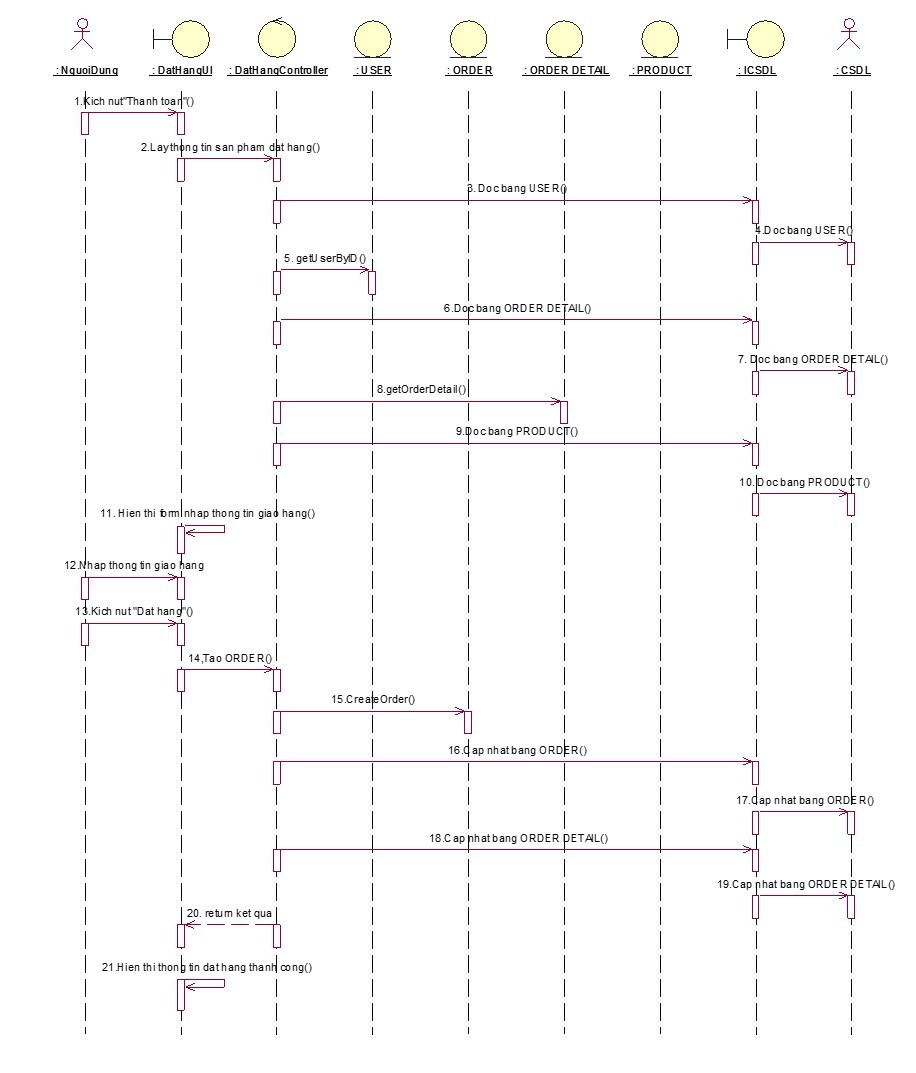 : NguoiDung
: DatHangUI
: DatHangController
: USER
: ORDER
: ORDER DETAIL
: PRODUCT
: ICSDL
: CSDL
1.Kich nut"Thanh toan"()
2.Lay thong tin san pham dat hang()
3. Doc bang USER()
4.Doc bang USER()
5. getUserByID()
6.Doc bang ORDER DETAIL()
7. Doc bang ORDER DETAIL()
8.getOrderDetail()
9.Doc bang PRODUCT()
10.Doc bang PRODUCT()
11. Hien thi form nhap thong tin giao hang()
12.Nhap thong tin giao hang
13.Kich nut "Dat hang"()
14,Tao ORDER()
15.CreateOrder()
16.Cap nhat bang ORDER()
17.Cap nhat bang ORDER()
18.Cap nhat bang ORDER DETAIL()
19.Cap nhat bang ORDER DETAIL()
20. return ket qua
21.Hien thi thong tin dat hang thanh cong()